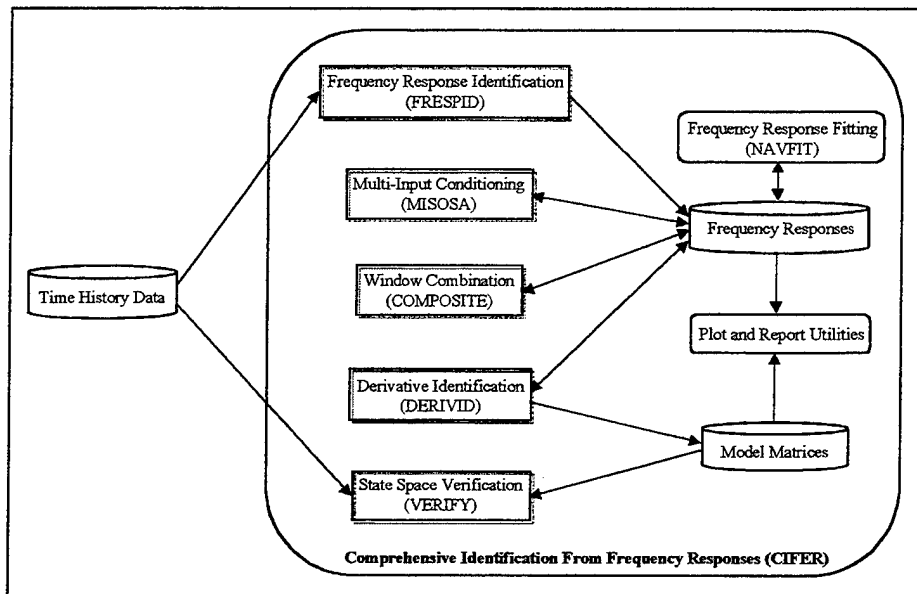 Frequency Response Identification
(FRESPID)
Frequency Response Fitting
(NAVFIT)
Multi-Input Conditioning
(MISOSA)
Frequency Responses
Window Combination
(COMPOSITE)
Time History Data
Plot and Report Utilities
Derivative Identification
(DERIVID)
Model Matrices
State Space Verification
(VERIFY)
Comprehensive Identification From Frequency Responses (CIFER)